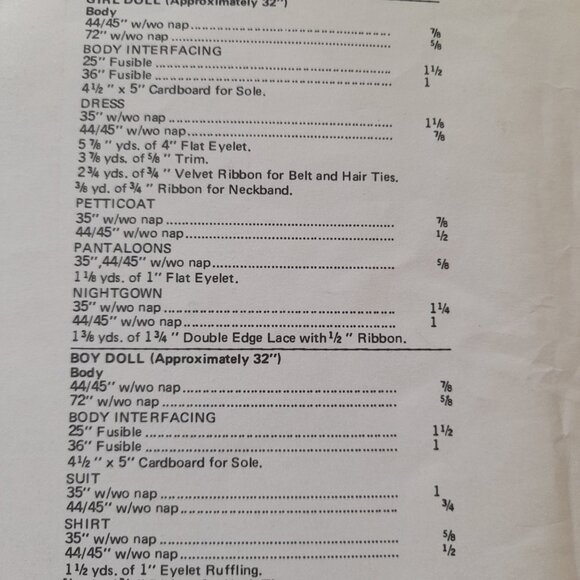 GIRL DOLL (Approximately 32")
Body
44/45" w/wo nap ........ 7/8
72" w/wo nap ........ 5/8
BODY INTERFACING
25" Fusible ........ 1 1/2
36" Fusible ........ 1
4 1/2 " x 5" Cardboard for Sole.
DRESS
35" w/wo nap ........ 1 1/8
44/45" w/wo nap ........ 7/8
5 7/8 " yds. of 4" Flat Eyelet.
3 7/8 yds. of 5/8 " Trim.
2 3/4 yds. of 3/4 " Velvet Ribbon for Belt and Hair Ties.
3/8 yd. of 3/4 " Ribbon for Neckband.
PETTICOAT
35" w/wo nap ........ 7/8
44/45" w/wo nap ........ 1/2
PANTALOONS
35",44/45" w/wo nap ........ 5/8
1 1/8 yds. of 1" Flat Eyelet.
NIGHTGOWN
35" w/wo nap ........ 1 1/4
44/45" w/wo nap ........ 1
1 3/8 yds. of 1 3/4 " Double Edge Lace with 1/2 " Ribbon.
BOY DOLL (Approximately 32")
Body
44/45" w/wo nap ........ 7/8
72" w/wo nap ........ 5/8
BODY INTERFACING
25" Fusible ........ 1 1/2
36" Fusible ........ 1
4 1/2 " x 5" Cardboard for Sole.
SUIT
35" w/wo nap ........ 1
44/45" w/wo nap ........ 3/4
SHIRT
35" w/wo nap ........ 5/8
44/45" w/wo nap ........ 1/2
1 1/2 yds. of 1" Eyelet Ruffling.